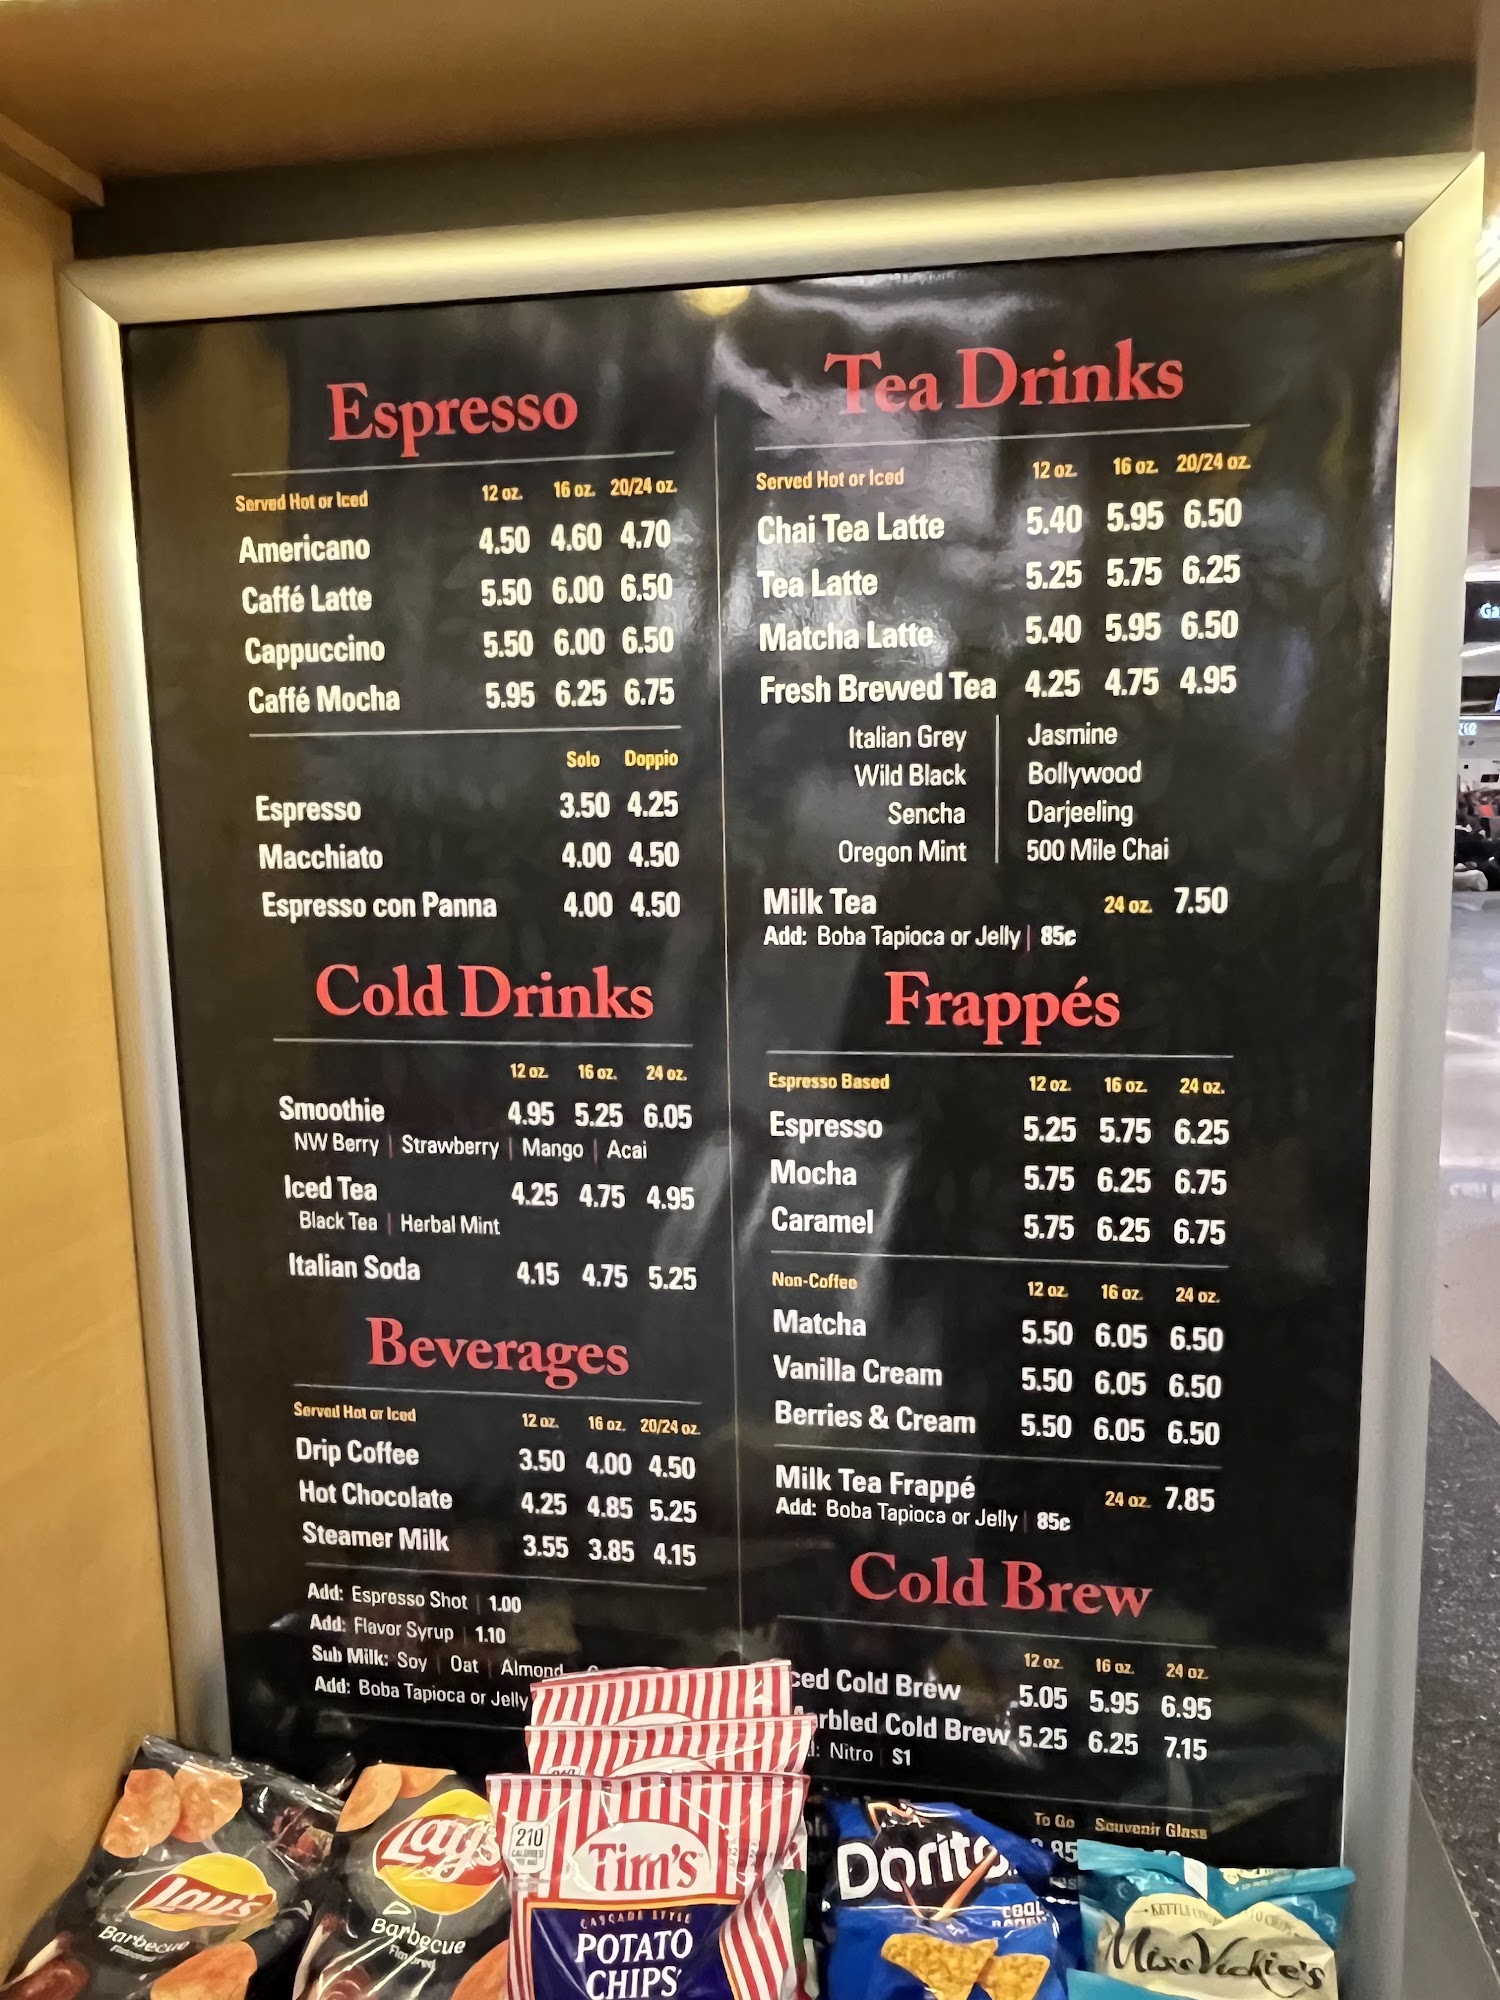 Espresso
Served Hot or Iced 12 oz. 16 oz. 20/24 oz.
Americano 4.50 4.60 4.70
Caffé Latte 5.50 6.00 6.50
Cappuccino 5.50 6.00 6.50
Caffé Mocha 5.95 6.25 6.75
Solo Doppio
Espresso 3.50 4.25
Macchiato 4.00 4.50
Espresso con Panna 4.00 4.50
Cold Drinks
12 oz. 16 oz. 24 oz.
Smoothie 4.95 5.25 6.05
NW Berry | Strawberry | Mango | Acai
Iced Tea 4.25 4.75 4.95
Black Tea | Herbal Mint
Italian Soda 4.15 4.75 5.25
Beverages
Served Hot or Iced 12 oz. 16 oz. 20/24 oz.
Drip Coffee 3.50 4.00 4.50
Hot Chocolate 4.25 4.85 5.25
Steamer Milk 3.55 3.85 4.15
Add: Espresso Shot | 1.00
Add: Flavor Syrup | 1.10
Sub Milk: Soy | Oat | Almond
Add: Boba Tapioca or Jelly
Tea Drinks
Served Hot or Iced 12 oz. 16 oz. 20/24 oz.
Chai Tea Latte 5.40 5.95 6.50
Tea Latte 5.25 5.75 6.25
Matcha Latte 5.40 5.95 6.50
Fresh Brewed Tea 4.25 4.75 4.95
Italian Grey | Jasmine
Wild Black | Bollywood
Sencha | Darjeeling
Oregon Mint | 500 Mile Chai
Milk Tea 24 oz. 7.50
Add: Boba Tapioca or Jelly | 85¢
Frappés
Espresso Based 12 oz. 16 oz. 24 oz.
Espresso 5.25 5.75 6.25
Mocha 5.75 6.25 6.75
Caramel 5.75 6.25 6.75
Non-Coffee 12 oz. 16 oz. 24 oz.
Matcha 5.50 6.05 6.50
Vanilla Cream 5.50 6.05 6.50
Berries & Cream 5.50 6.05 6.50
Milk Tea Frappé 24 oz. 7.85
Add: Boba Tapioca or Jelly | 85¢
Cold Brew
12 oz. 16 oz. 24 oz.
ced Cold Brew 5.05 5.95 6.95
arbled Cold Brew 5.25 6.25 7.15
Nitro | $1
To Go Souvenir Glass
Lay's
Barbecue
Lay's
Barbecue
Flavored
210
CALORIES
Tim's
CASCADE STYLE
POTATO
CHIPS
Doritos
COOL
KETTLE
Miss Vickie's